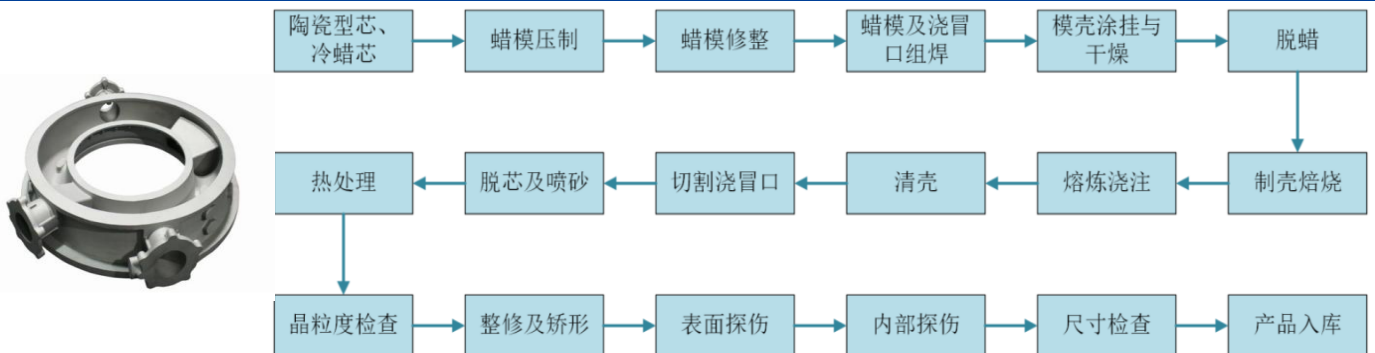 陶瓷型芯、
冷蜡芯
蜡模压制
蜡模修整
蜡模及浇冒
口组焊
模壳涂挂与
干燥
脱蜡
制壳焙烧
熔炼浇注
清壳
切割浇冒口
脱芯及喷砂
热处理
晶粒度检查
整修及矫形
表面探伤
内部探伤
尺寸检查
产品入库